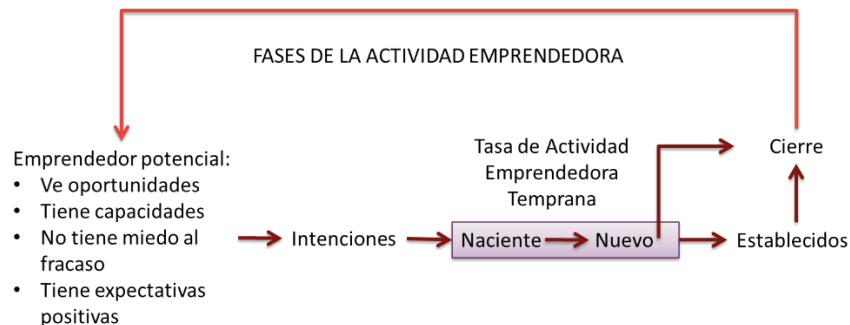 FASES DE LA ACTIVIDAD EMPRENDEDORA
Emprendedor potencial:
• Ve oportunidades
• Tiene capacidades
• No tiene miedo al
fracaso
• Tiene expectativas
positivas
Intenciones
Tasa de Actividad
Emprendedora
Temprana
Naciente
Nuevo
Establecidos
Cierre